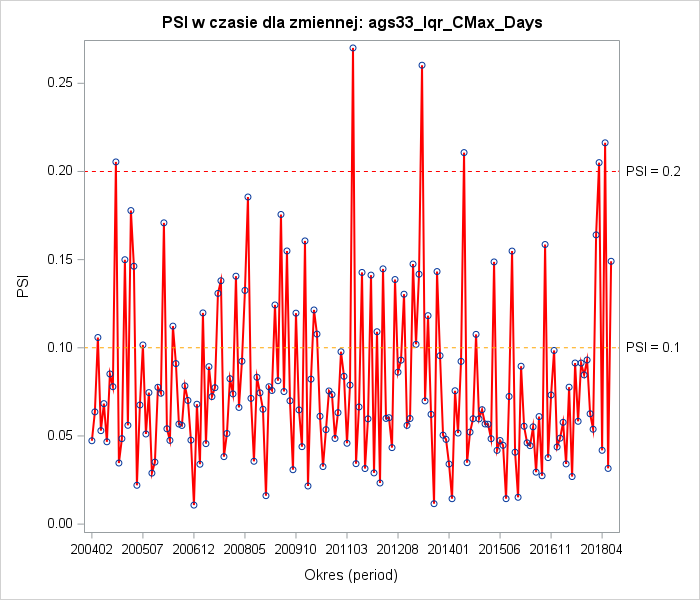 PSI w czasie dla zmiennej: ags33_Iqr_CMax_Days
0.25
0.20
0.15
0.10
0.05
0.00
PSI
PSI = 0.2
PSI = 0.1
200402 200507 200612 200805 200910 201103 201208 201401 201506 201611 201804
Okres (period)